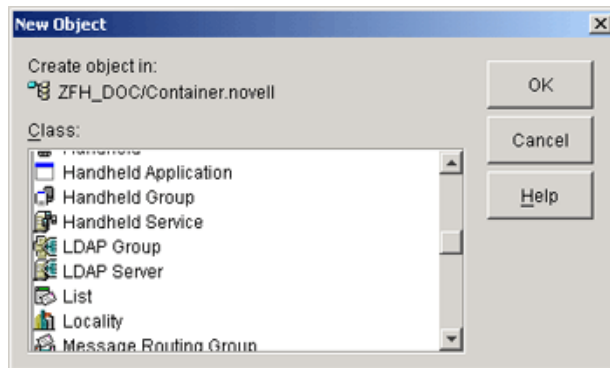 New Object
Create object in:
ZFH_DOC/Container.novell
OK
Cancel
Help
Class:
Handheld
Handheld Application
Handheld Group
Handheld Service
LDAP Group
LDAP Server
List
Locality
Message Routing Group